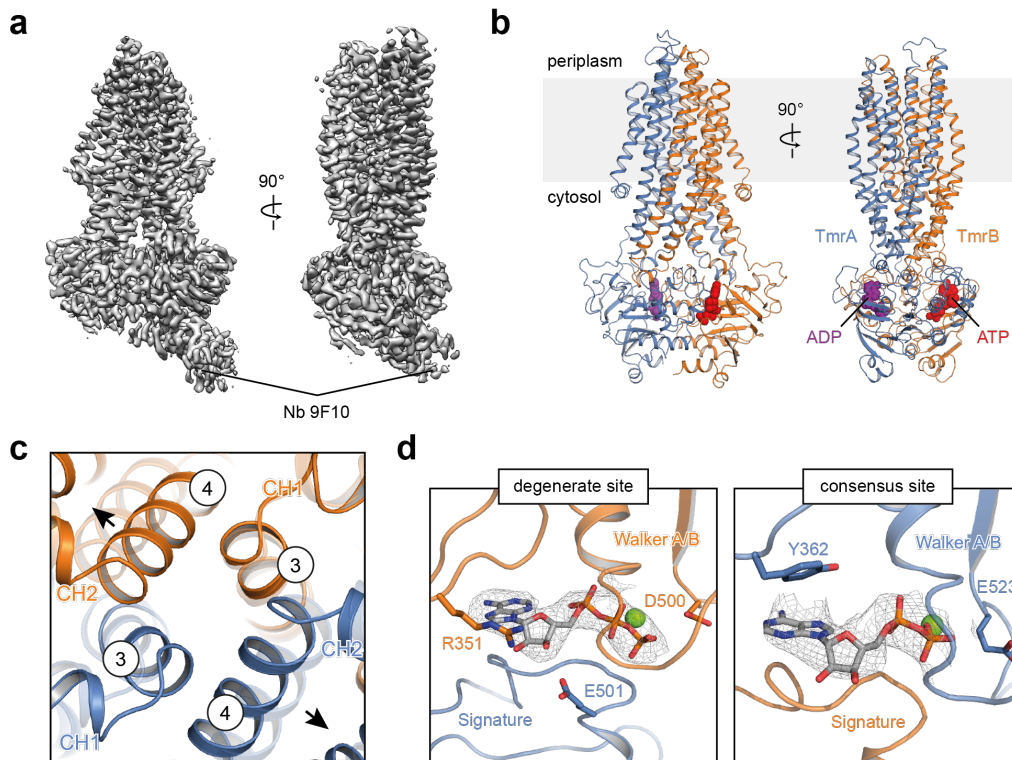 a
90°
Nb 9F10
b
periplasm
cytosol
90°
TmrA
TmrB
ADP
ATP
c
4
CH1
3
CH2
3
CH2
4
CH1
d
degenerate site
Walker A/B
D500
R351
E501
Signature
consensus site
Y362
Walker A/B
E523
Signature